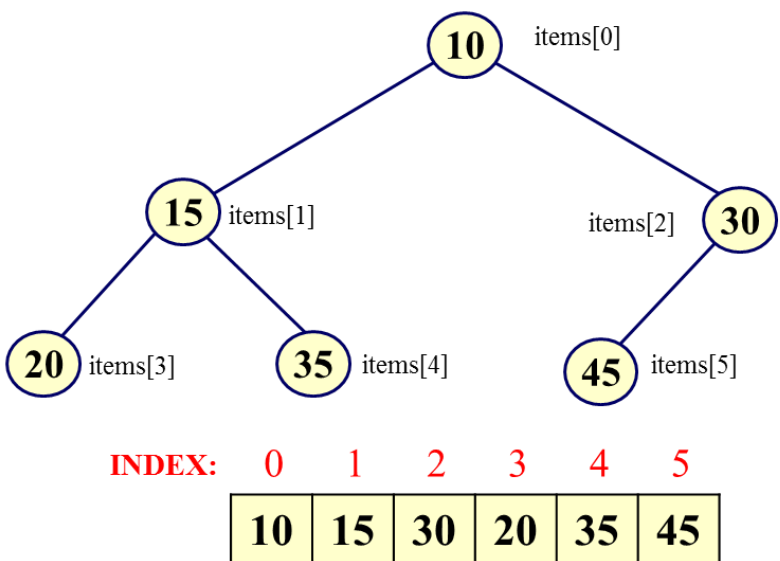 10 items[0]
15 items[1] items[2] 30
20 items[3] 35 items[4] 45 items[5]
INDEX: 0 1 2 3 4 5
10 15 30 20 35 45